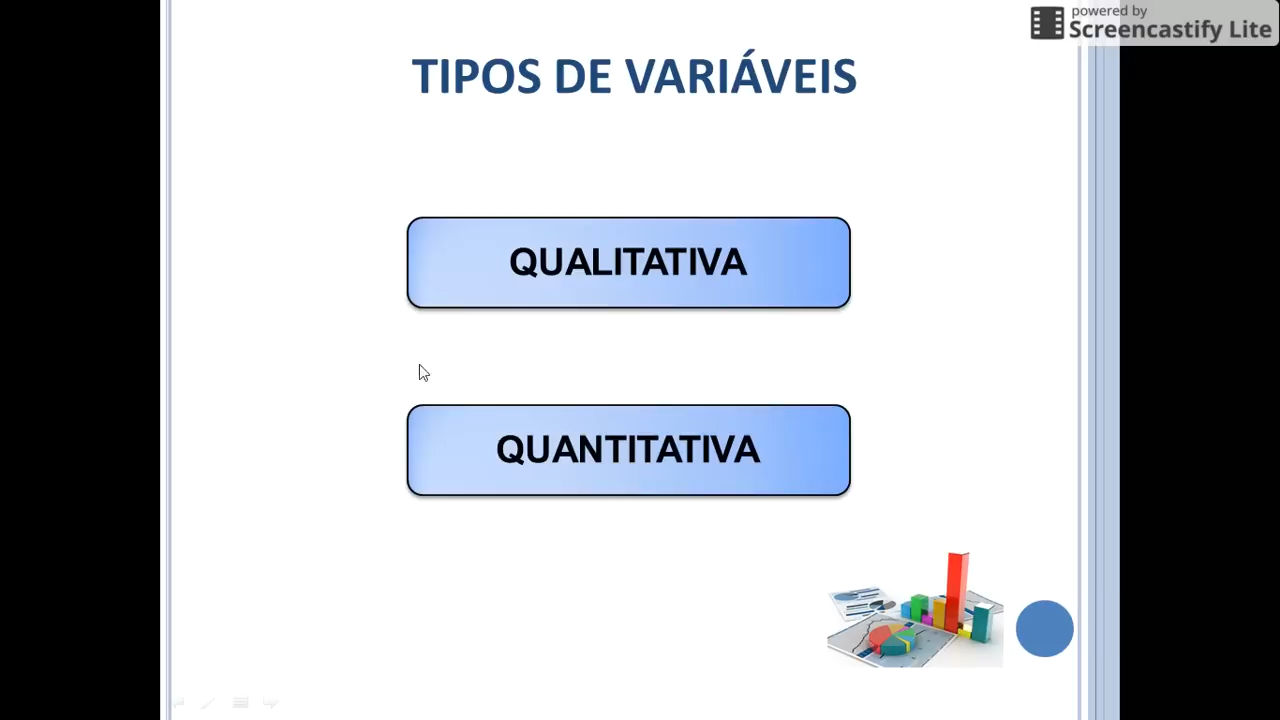 powered by
Screencastify Lite
TIPOS DE VARIÁVEIS
QUALITATIVA
QUANTITATIVA